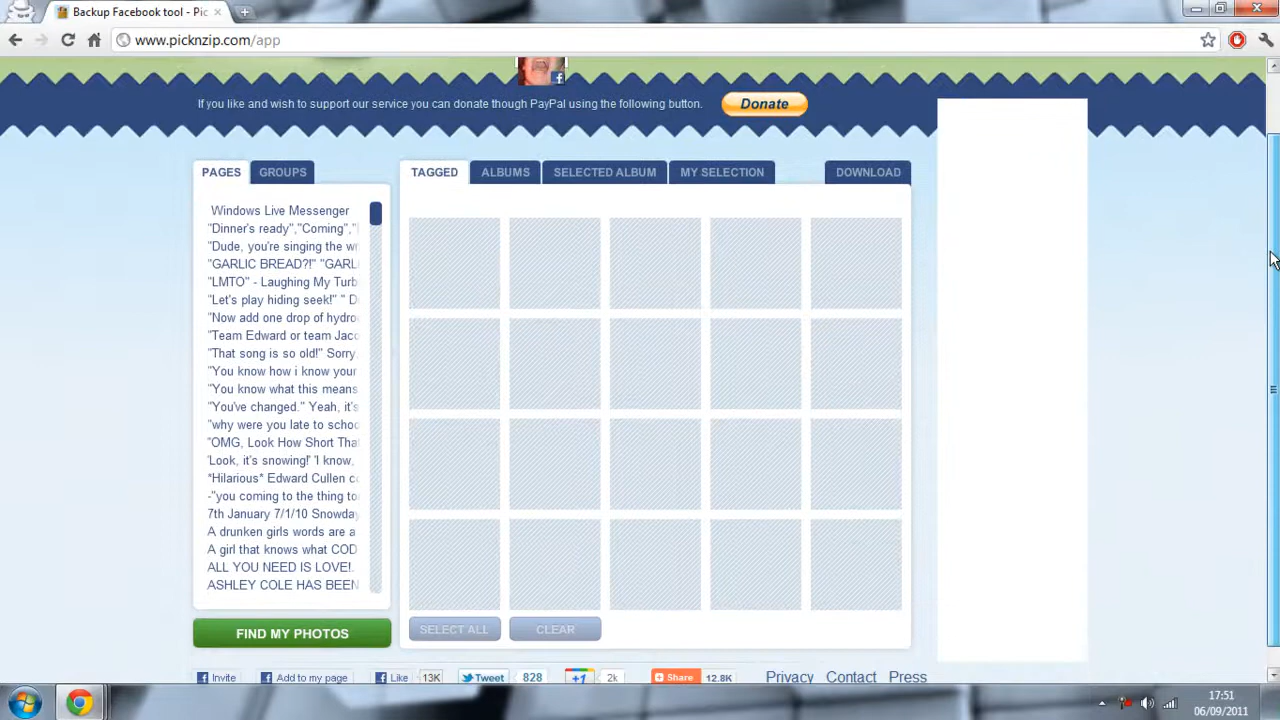 Backup Facebook tool - Pic
www.picknzip.com/app
If you like and wish to support our service you can donate though PayPal using the following button.
Donate
PAGES
GROUPS
TAGGED
ALBUMS
SELECTED ALBUM
MY SELECTION
DOWNLOAD
Windows Live Messenger
"Dinner's ready","Coming","
"Dude, you're singing the w
"GARLIC BREAD?!" "GARL
"LMTO" - Laughing My Turb
"Let's play hiding seek!" " D
"Now add one drop of hydro
"Team Edward or team Jaco
"That song is so old!" Sorry
"You know how i know your
"You know what this means
"You've changed." Yeah, it's
"why were you late to schoo
"OMG, Look How Short Tha
'Look, it's snowing!' 'I know,
*Hilarious* Edward Cullen co
-"you coming to the thing to
7th January 7/1/10 Snowday
A drunken girls words are a
A girl that knows what COD
ALL YOU NEED IS LOVE!.
ASHLEY COLE HAS BEEN
FIND MY PHOTOS
SELECT ALL
CLEAR
Invite
Add to my page
Like
13K
Tweet
828
+1
2k
Share
12.8K
Privacy
Contact
Press
17:51
06/09/2011